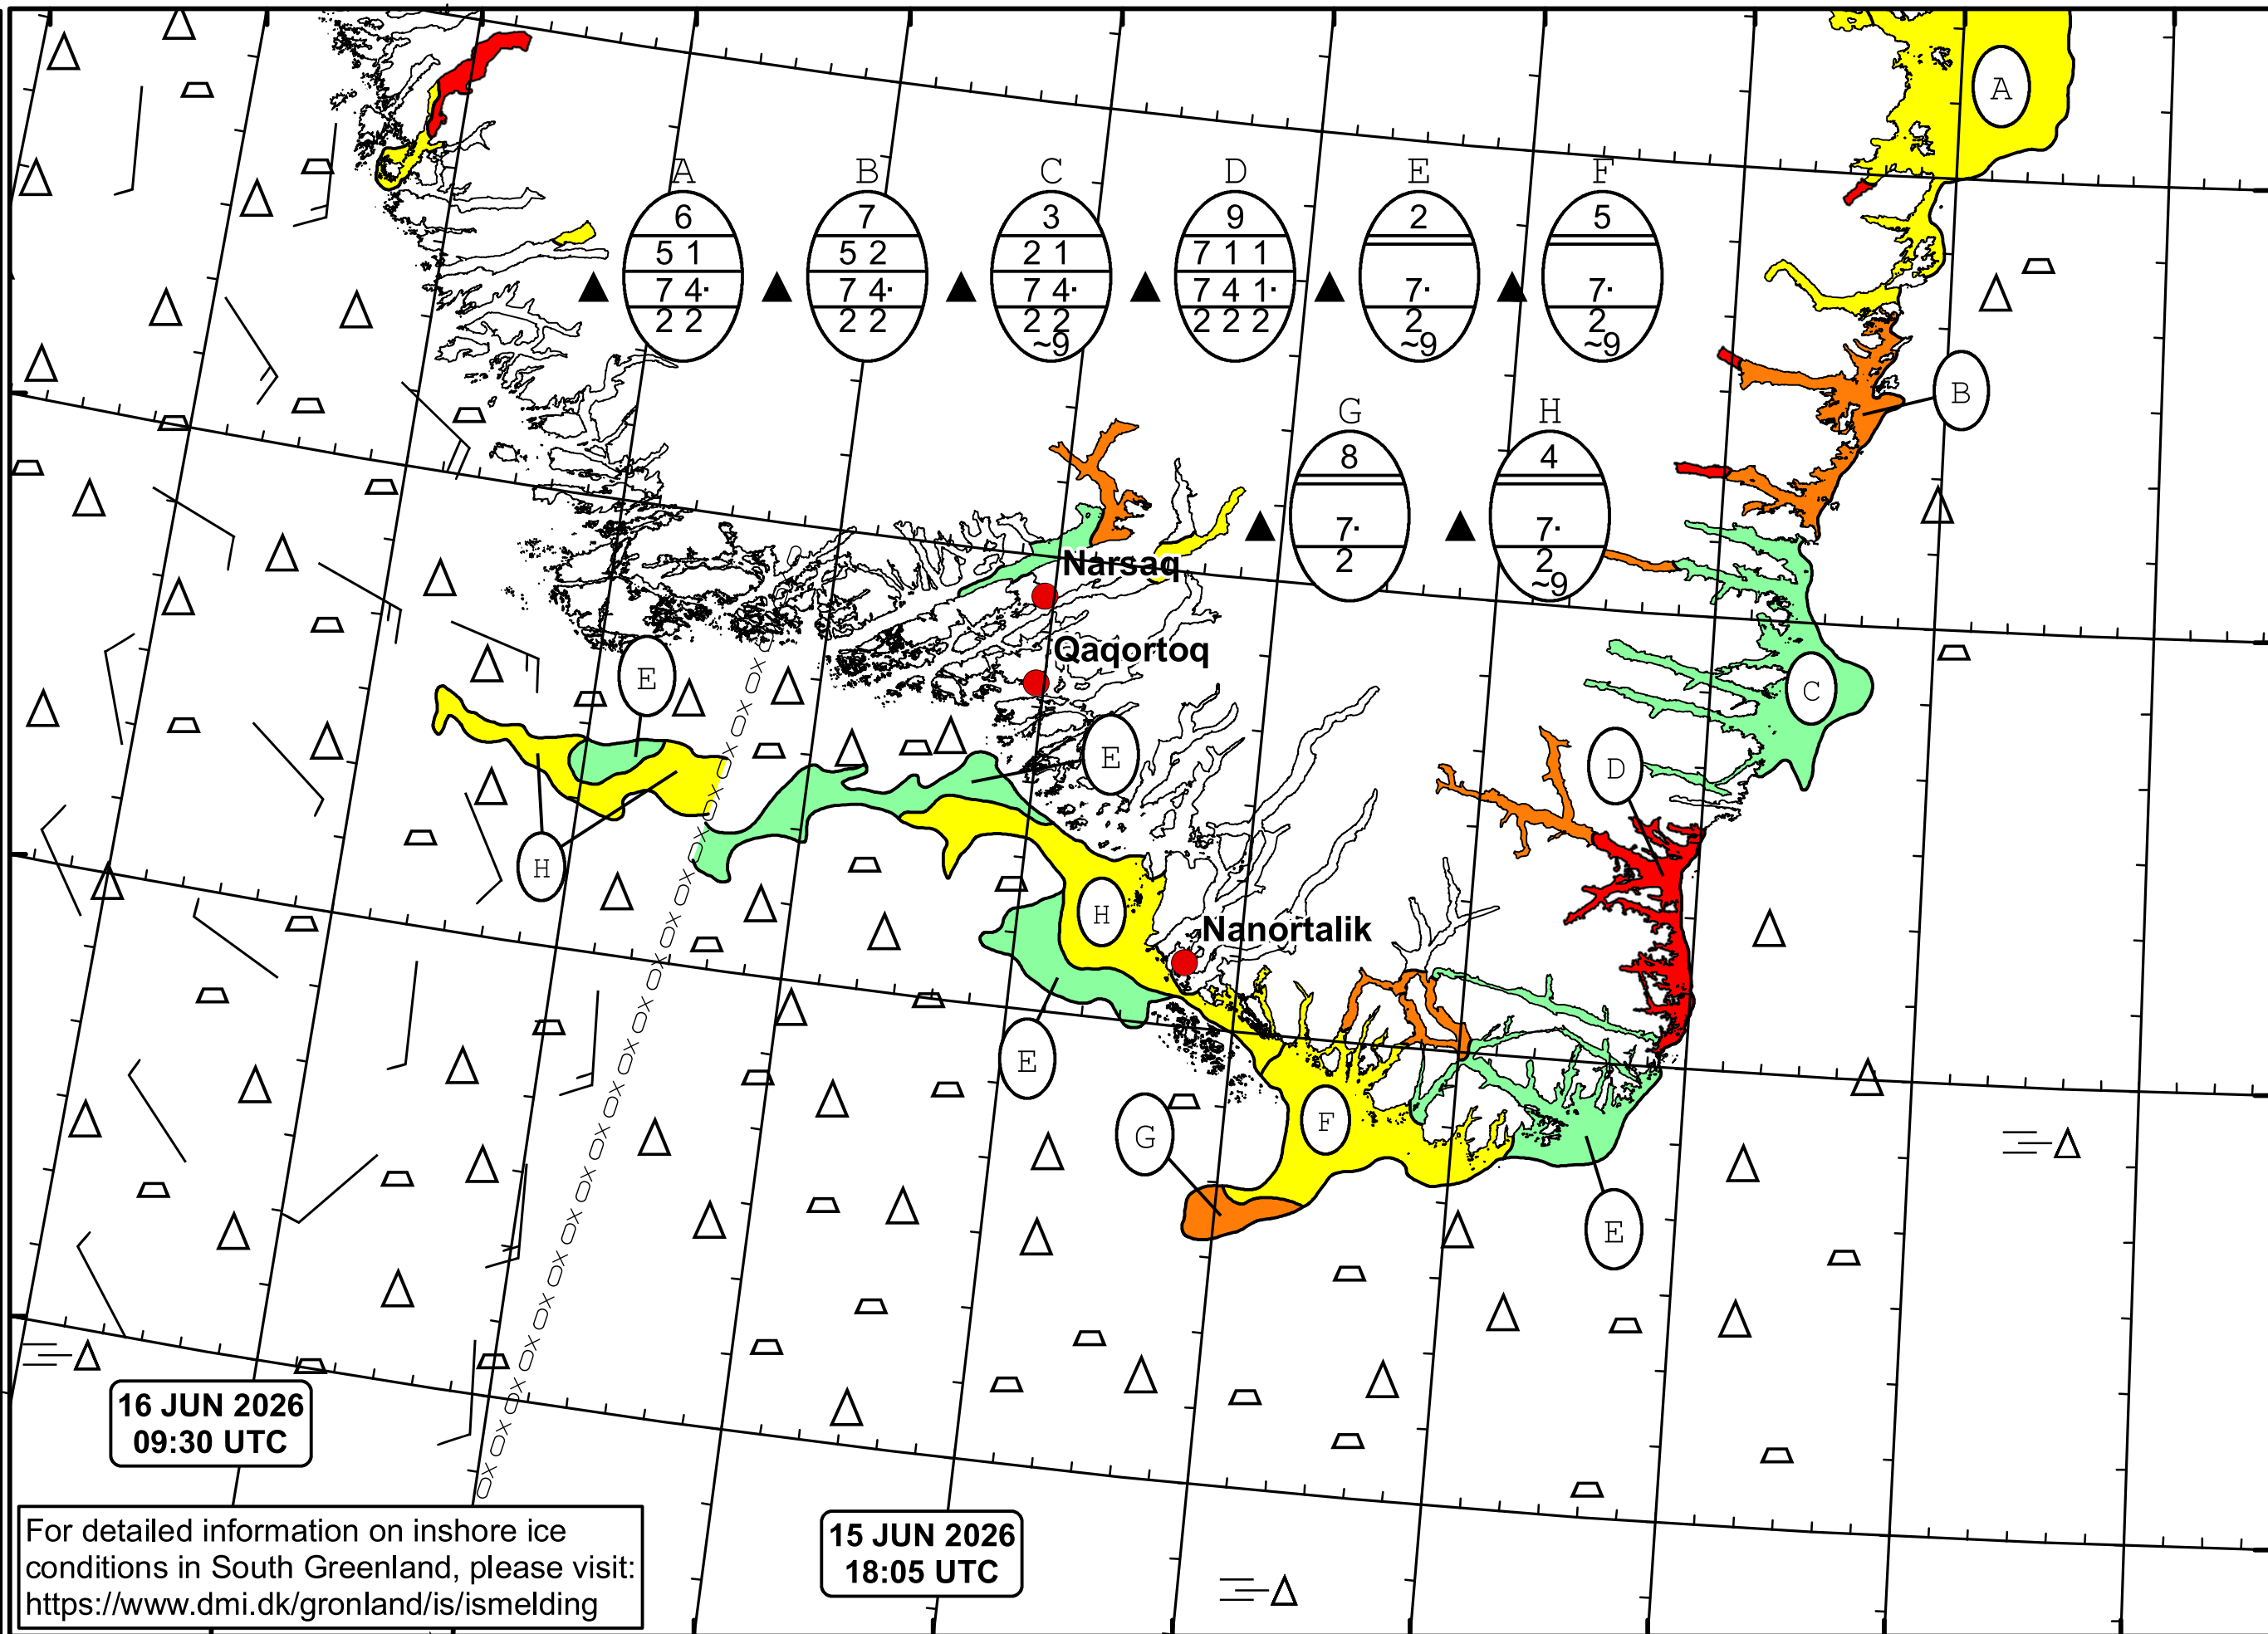 A
A B C D E F
6 7 3 9 2 5
5 1 5 2 2 1 7 1 1
7 4· 7 4· 7 4· 7 4 1· 7· 7·
2 2 2 2 2 2 2 2 2 2 2
~9 ~9 ~9
B
G H
8 4
7· 7·
2 2
~9
Narsaq
Qaqortoq
E
C
E
D
H
H
Nanortalik
E
F
G
E
16 JUN 2026
09:30 UTC
For detailed information on inshore ice
conditions in South Greenland, please visit:
https://www.dmi.dk/gronland/is/ismelding
15 JUN 2026
18:05 UTC